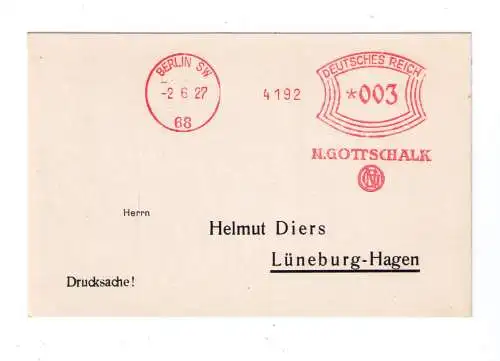 BERLIN SW
-2 6 27
68
4192
DEUTSCHES REICH
*003
N.GOTTSCHALK
Herrn
Helmut Diers
Lüneburg-Hagen
Drucksache!